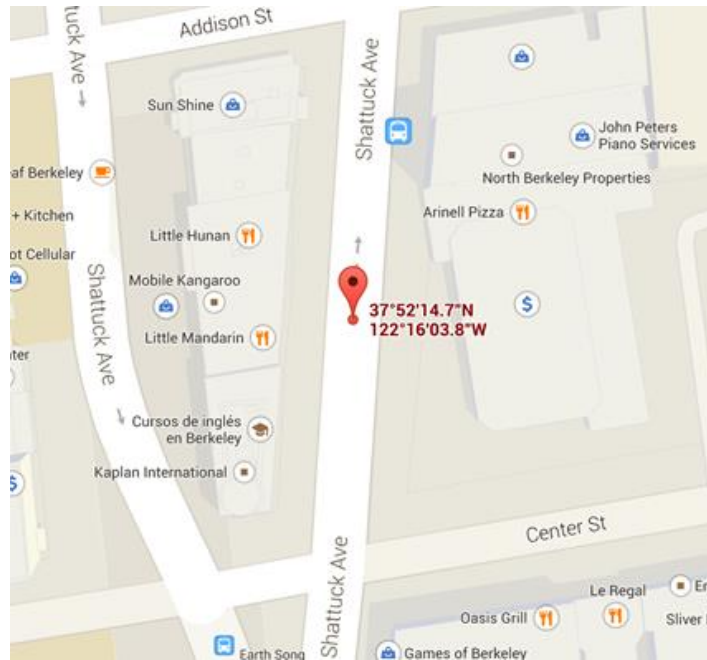 Addison St
Shattuck Ave
Shattuck Ave
Sun Shine
John Peters
Piano Services
af Berkeley
North Berkeley Properties
+ Kitchen
Arinell Pizza
Little Hunan
ot Cellular
Mobile Kangaroo
Shattuck Ave
37°52'14.7"N
122°16'03.8"W
$
Little Mandarin
ter
Cursos de inglés
en Berkeley
Kaplan International
$
Center St
Shattuck Ave
Le Regal
Er
Oasis Grill
Sliver
Earth Song
Games of Berkeley